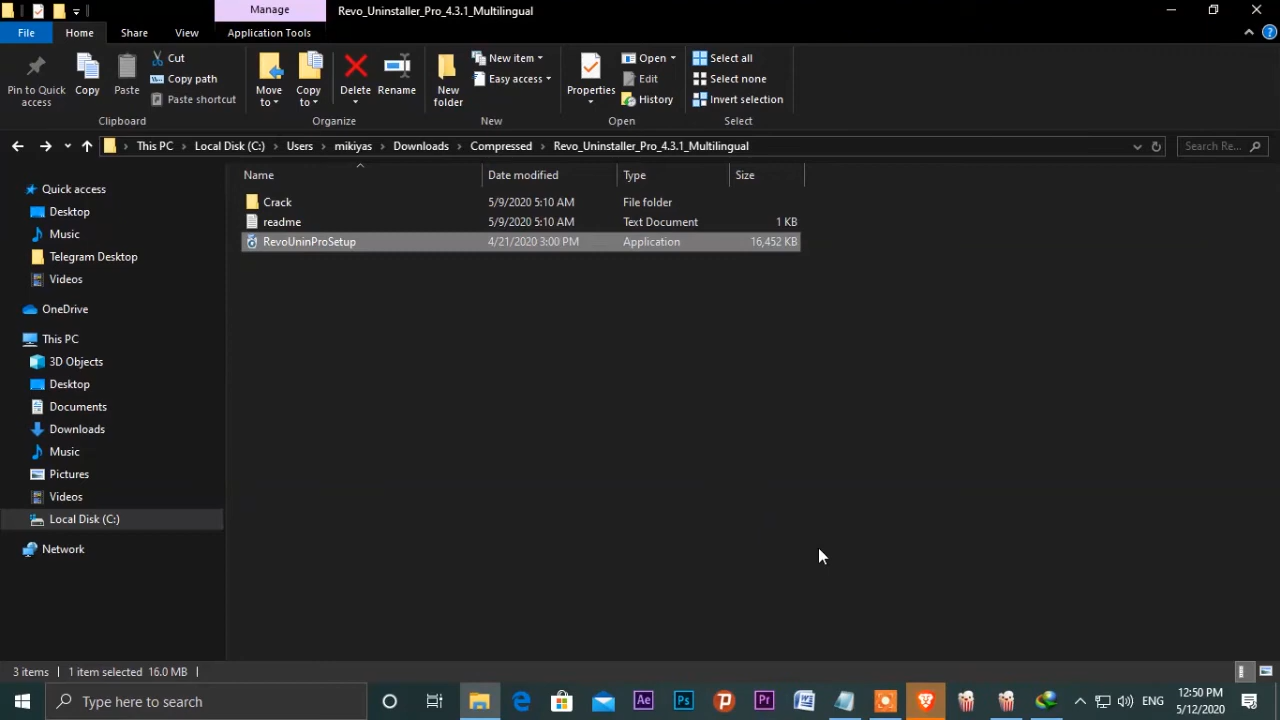 Manage
Revo_Uninstaller_Pro_4.3.1_Multilingual
File
Home
Share
View
Application Tools
Pin to Quick access
Copy
Paste
Cut
Copy path
Paste shortcut
Clipboard
Move to
Copy to
Delete
Rename
Organize
New folder
New item
Easy access
New
Properties
Open
Edit
History
Open
Select all
Select none
Invert selection
Select
This PC
Local Disk (C:)
Users
mikiyas
Downloads
Compressed
Revo_Uninstaller_Pro_4.3.1_Multilingual
Search Re...
Quick access
Desktop
Music
Telegram Desktop
Videos
OneDrive
This PC
3D Objects
Desktop
Documents
Downloads
Music
Pictures
Videos
Local Disk (C:)
Network
Name Date modified Type Size
Crack 5/9/2020 5:10 AM File folder
readme 5/9/2020 5:10 AM Text Document 1 KB
RevoUninProSetup 4/21/2020 3:00 PM Application 16,452 KB
3 items 1 item selected 16.0 MB
Type here to search
Ae
Ps
Pr
ENG
12:50 PM
5/12/2020